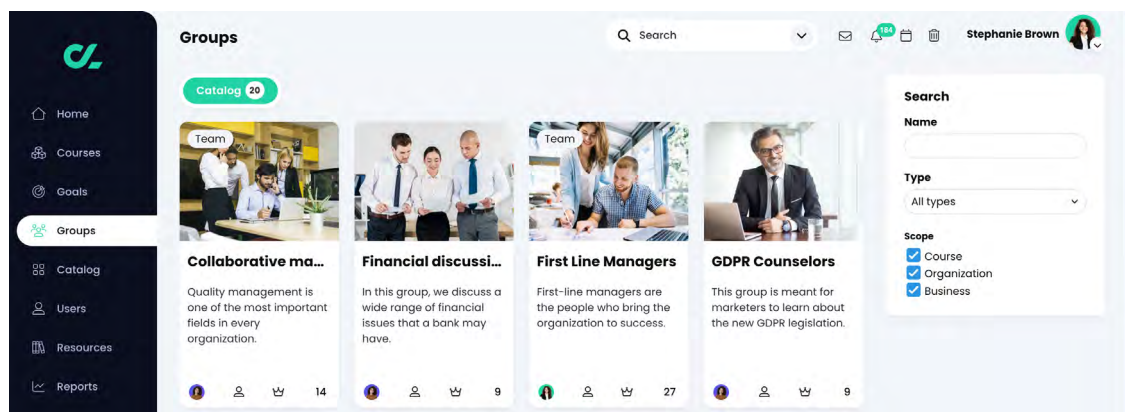 Groups
Search
184
Stephanie Brown
Home
Courses
Goals
Groups
Catalog
Users
Resources
Reports
Catalog 20
Team
Collaborative ma...
Quality management is
one of the most important
fields in every
organization.
14
Financial discussi...
In this group, we discuss a
wide range of financial
issues that a bank may
have.
9
Team
First Line Managers
First-line managers are
the people who bring the
organization to success.
27
GDPR Counselors
This group is meant for
marketers to learn about
the new GDPR legislation.
9
Search
Name
Type
All types
Scope
Course
Organization
Business